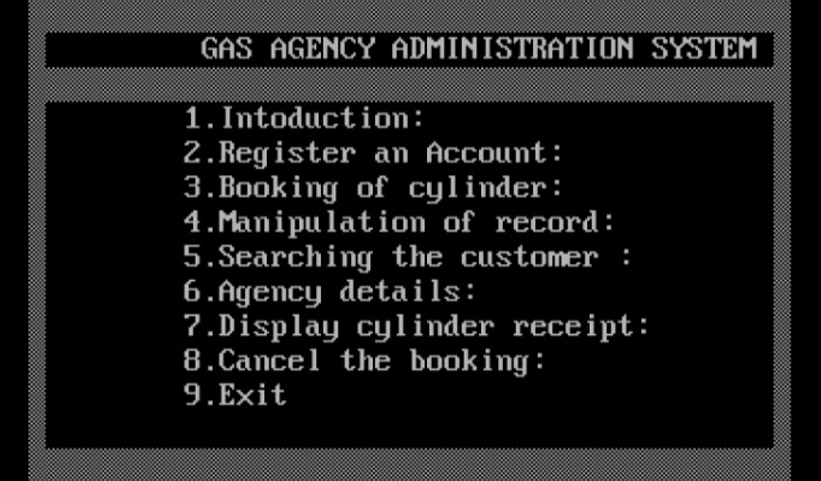 GAS AGENCY ADMINISTRATION SYSTEM
1.Intoduction:
2.Register an Account:
3.Booking of cylinder:
4.Manipulation of record:
5.Searching the customer :
6.Agency details:
7.Display cylinder receipt:
8.Cancel the booking:
9.Exit